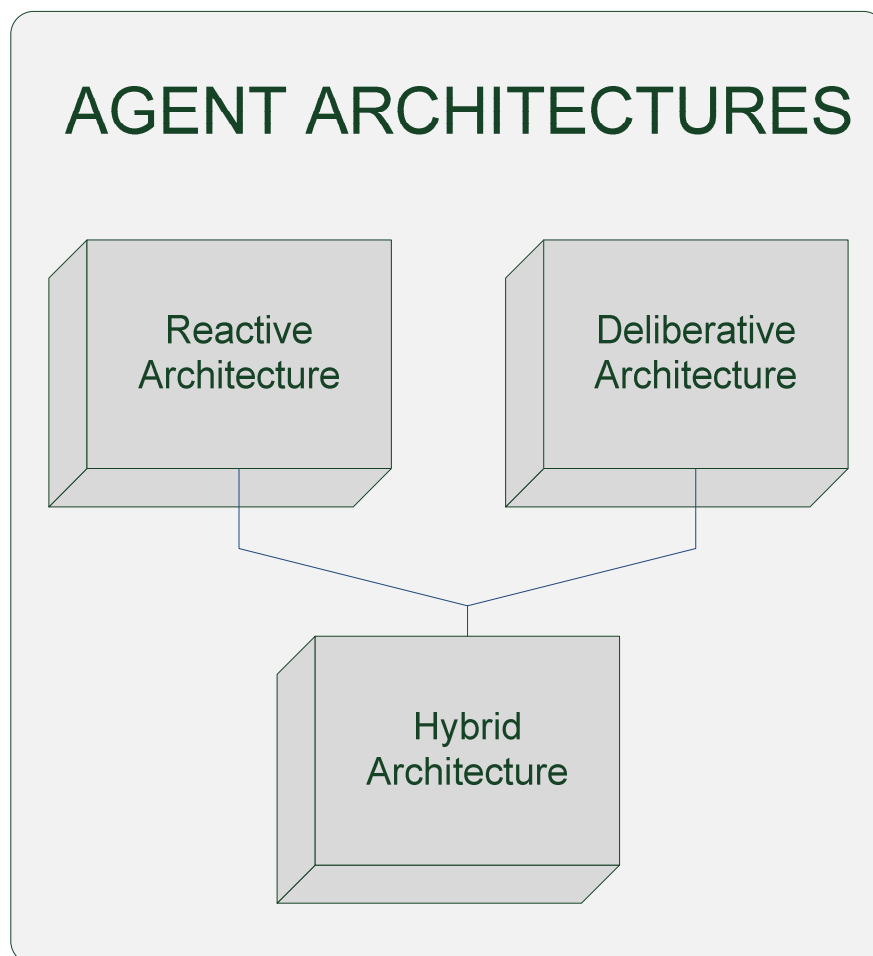 AGENT ARCHITECTURES
Reactive
Architecture
Deliberative
Architecture
Hybrid
Architecture